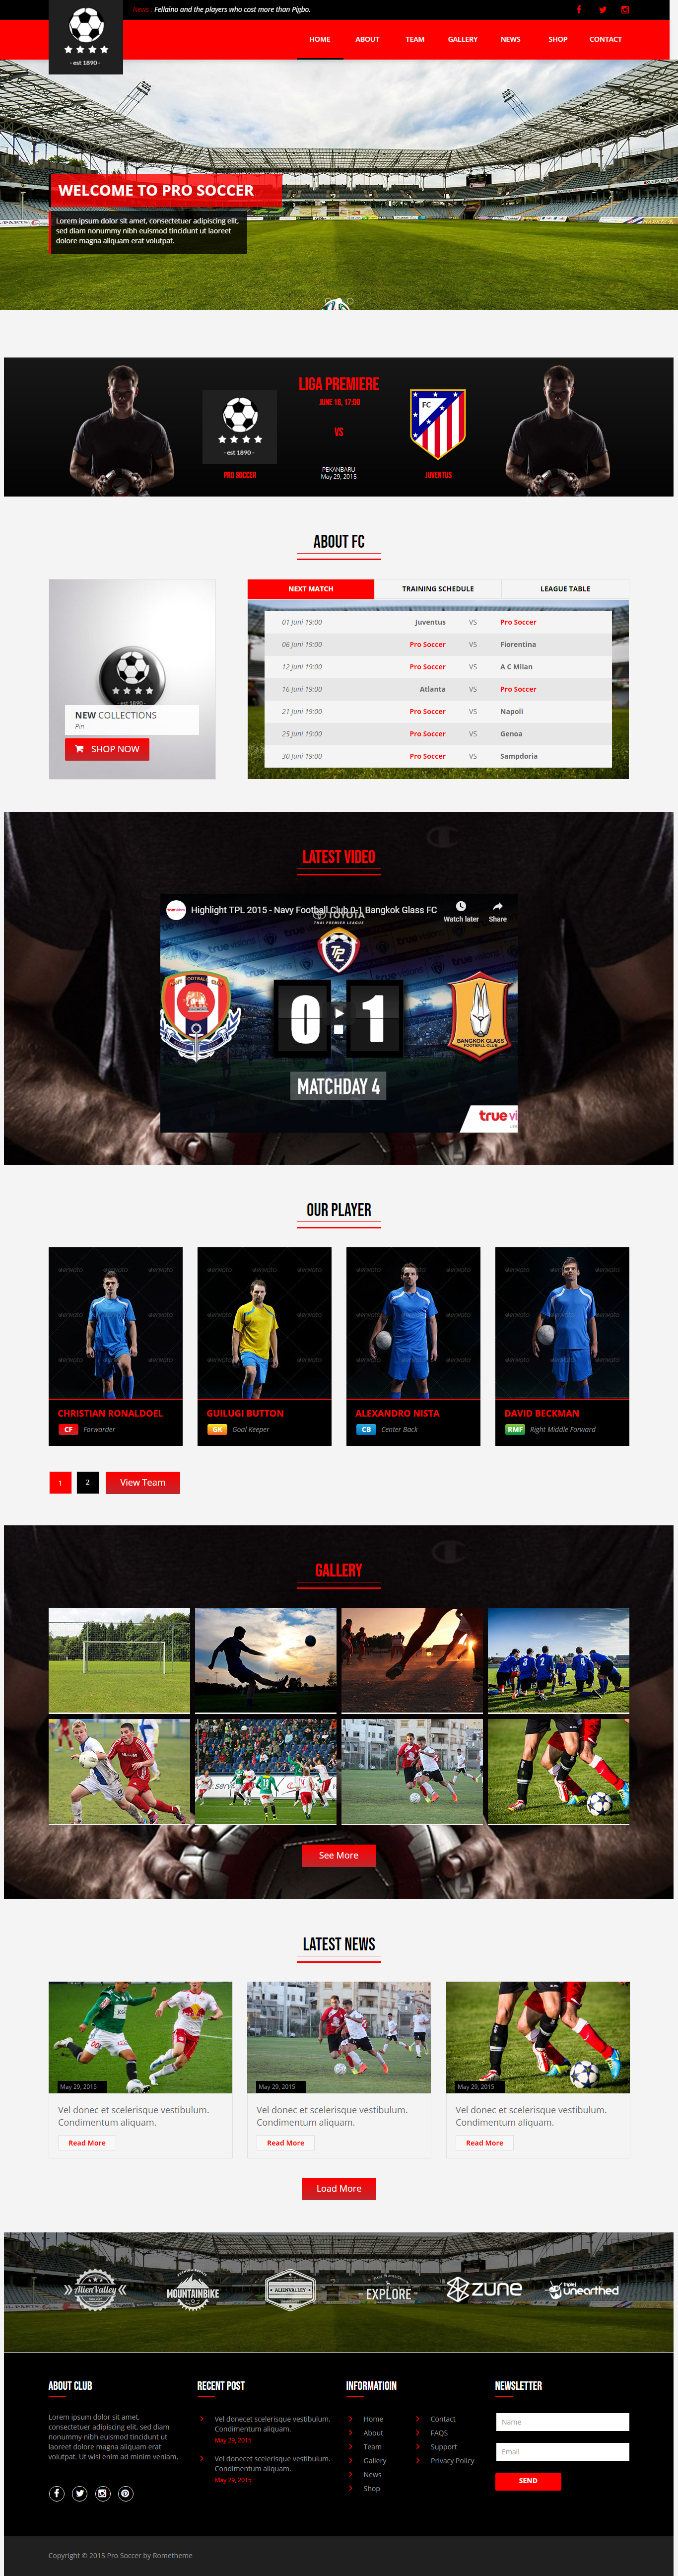 News : Fellaino and the players who cost more than Pigbo.
- est 1890 -
HOME ABOUT TEAM GALLERY NEWS SHOP CONTACT
WELCOME TO PRO SOCCER
Lorem ipsum dolor sit amet, consectetuer adipiscing elit,
sed diam nonummy nibh euismod tincidunt ut laoreet
dolore magna aliquam erat volutpat.
LIGA PREMIERE
JUNE 16, 17:00
- est 1890 -
VS
FC
PRO SOCCER
PEKANBARU
May 29, 2015
JUVENTUS
ABOUT FC
- est 1890 -
NEW COLLECTIONS
Pin
SHOP NOW
NEXT MATCH TRAINING SCHEDULE LEAGUE TABLE
01 Juni 19:00 Juventus VS Pro Soccer
06 Juni 19:00 Pro Soccer VS Fiorentina
12 Juni 19:00 Pro Soccer VS A C Milan
16 Juni 19:00 Atlanta VS Pro Soccer
21 Juni 19:00 Pro Soccer VS Napoli
25 Juni 19:00 Pro Soccer VS Genoa
30 Juni 19:00 Pro Soccer VS Sampdoria
LATEST VIDEO
Highlight TPL 2015 - Navy Football Club 0-1 Bangkok Glass FC
Watch later Share
TOYOTA
THAI PREMIER LEAGUE
TPL
NAVY FOOTBALL CLUB
0 : 1
BANGKOK GLASS
FOOTBALL CLUB
MATCHDAY 4
true vi
OUR PLAYER
envato envato envato
CHRISTIAN RONALDOEL
CF Forwarder
GUILUGI BUTTON
GK Goal Keeper
ALEXANDRO NISTA
CB Center Back
DAVID BECKMAN
RMF Right Middle Forward
1 2 View Team
GALLERY
See More
LATEST NEWS
May 29, 2015
Vel donec et scelerisque vestibulum.
Condimentum aliquam.
Read More
May 29, 2015
Vel donec et scelerisque vestibulum.
Condimentum aliquam.
Read More
May 29, 2015
Vel donec et scelerisque vestibulum.
Condimentum aliquam.
Read More
Load More
AlienValley
MOUNTAINBIKE
ALIENVALLEY
EXPLORE
zune
triple j
unearthed
ABOUT CLUB
Lorem ipsum dolor sit amet,
consectetuer adipiscing elit, sed diam
nonummy nibh euismod tincidunt ut
laoreet dolore magna aliquam erat
volutpat. Ut wisi enim ad minim veniam.
RECENT POST
Vel donecet scelerisque vestibulum.
Condimentum aliquam.
May 29, 2015
Vel donecet scelerisque vestibulum.
Condimentum aliquam.
May 29, 2015
INFORMATIOIN
Home
About
Team
Gallery
News
Shop
Contact
FAQS
Support
Privacy Policy
NEWSLETTER
Name
Email
SEND
Copyright © 2015 Pro Soccer by Rometheme